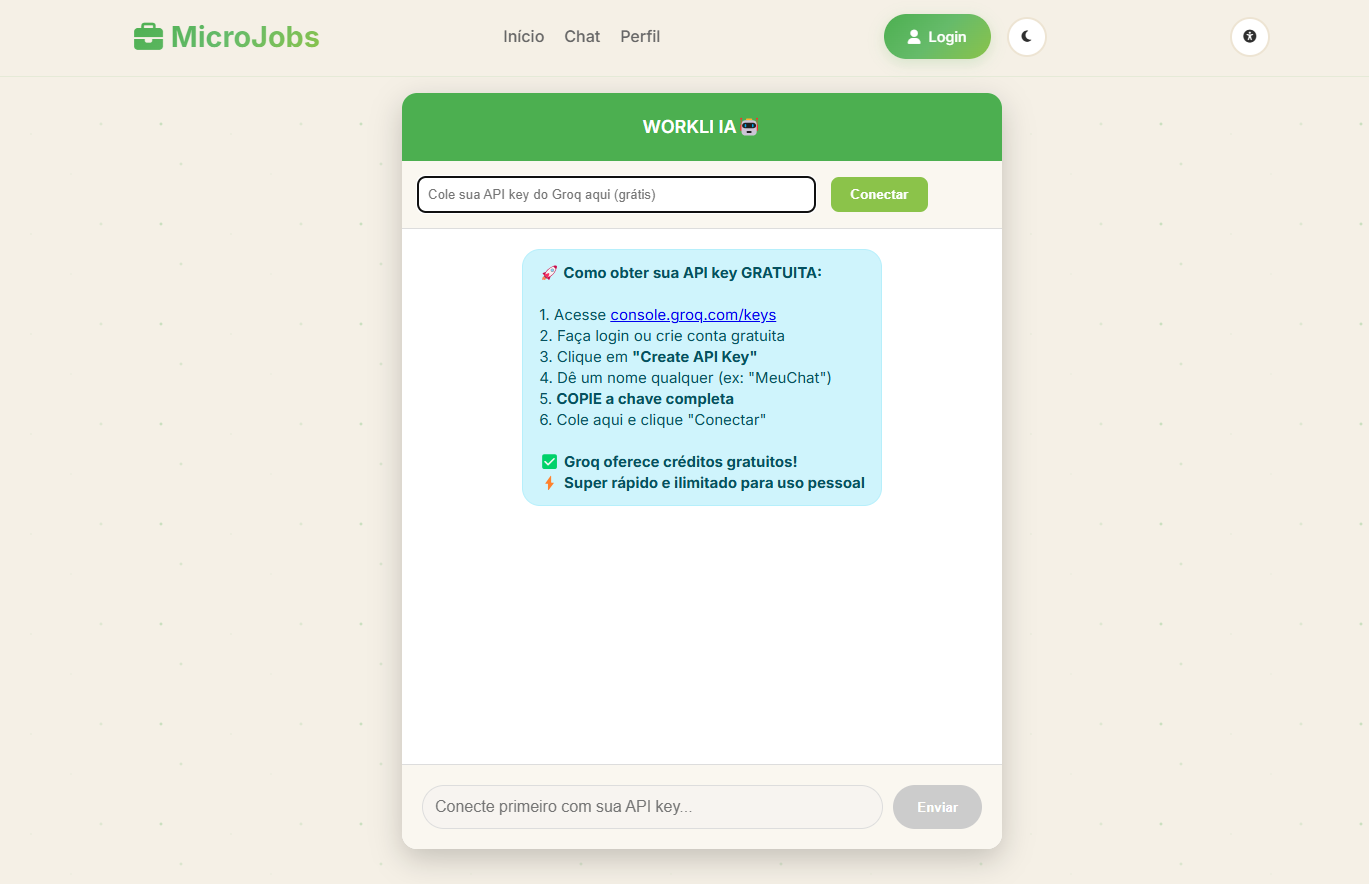 MicroJobs
Início Chat Perfil
Login
WORKLI IA
Cole sua API key do Groq aqui (grátis)
Conectar
🚀 Como obter sua API key GRATUITA:
1. Acesse console.groq.com/keys
2. Faça login ou crie conta gratuita
3. Clique em "Create API Key"
4. Dê um nome qualquer (ex: "MeuChat")
5. COPIE a chave completa
6. Cole aqui e clique "Conectar"
✅ Groq oferece créditos gratuitos!
⚡ Super rápido e ilimitado para uso pessoal
Conecte primeiro com sua API key...
Enviar